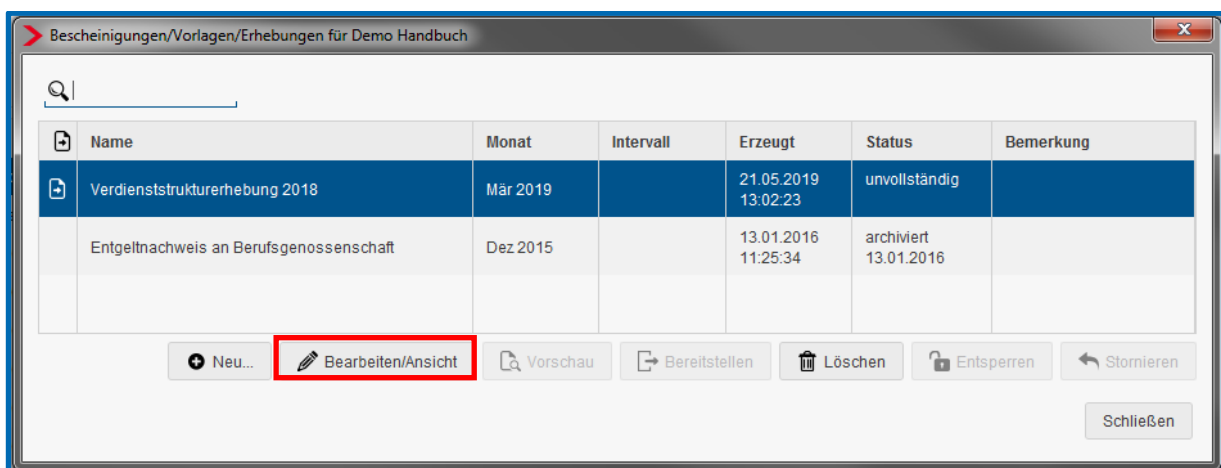 Bescheinigungen/Vorlagen/Erhebungen für Demo Handbuch
Name Monat Intervall Erzeugt Status Bemerkung
Verdienststrukturerhebung 2018 Mär 2019 21.05.2019 13:02:23 unvollständig
Entgeltnachweis an Berufsgenossenschaft Dez 2015 13.01.2016 11:25:34 archiviert 13.01.2016
Neu... Bearbeiten/Ansicht Vorschau Bereitstellen Löschen Entsperren Stornieren
Schließen